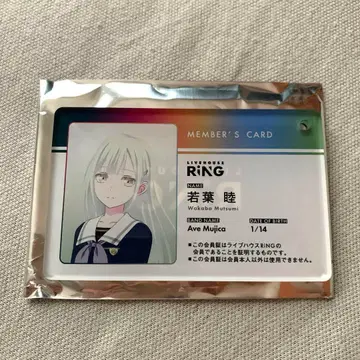 MEMBER'S CARD
LIVEHOUSE
RiNG
NAME
若葉 睦
Wakaba Mutsumi
BAND NAME DATE OF BIRTH
Ave Mujica 1/14
●この会員証はライブハウスRiNGの
会員であることを証明するものです。
●この会員証は会員本人以外は使用できません。